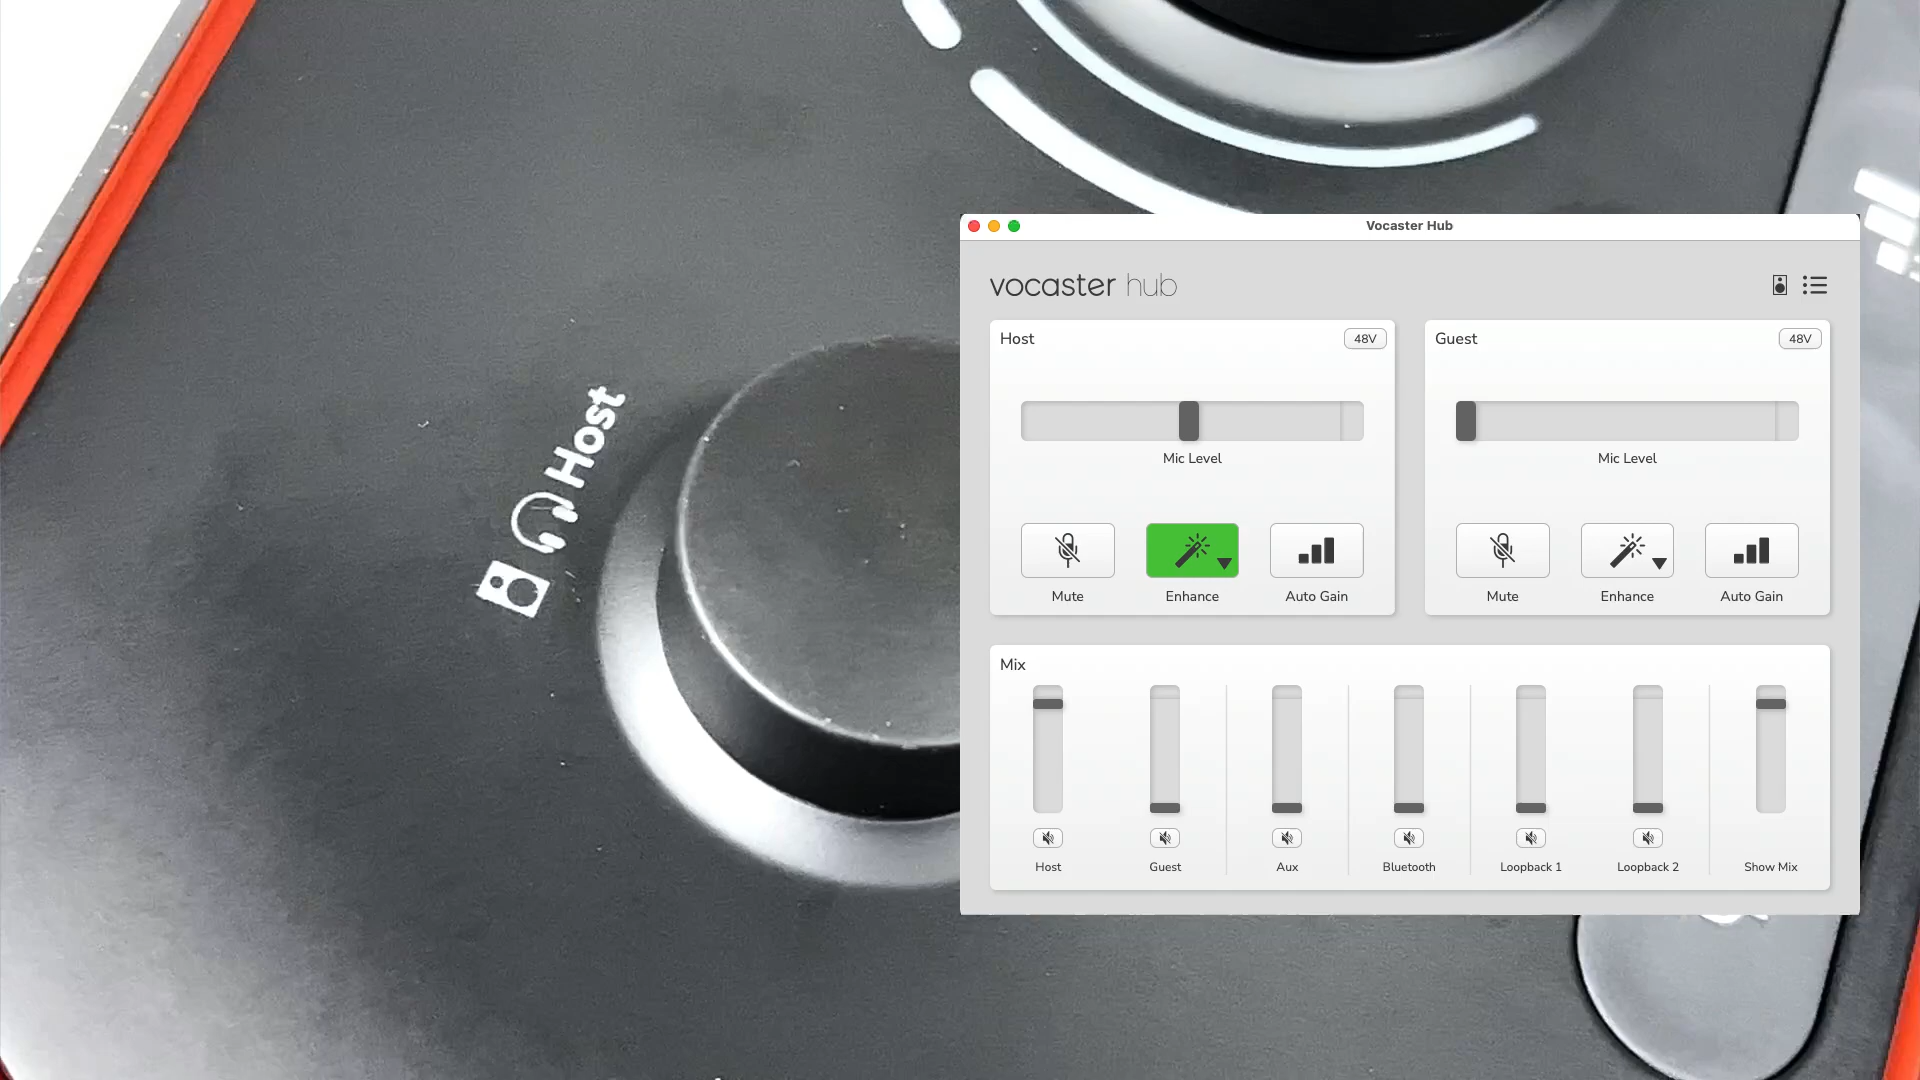 Host
Vocaster Hub
vocaster hub
Host
48V
Guest
48V
Mic Level
Mic Level
Mute
Enhance
Auto Gain
Mute
Enhance
Auto Gain
Mix
Host
Guest
Aux
Bluetooth
Loopback 1
Loopback 2
Show Mix